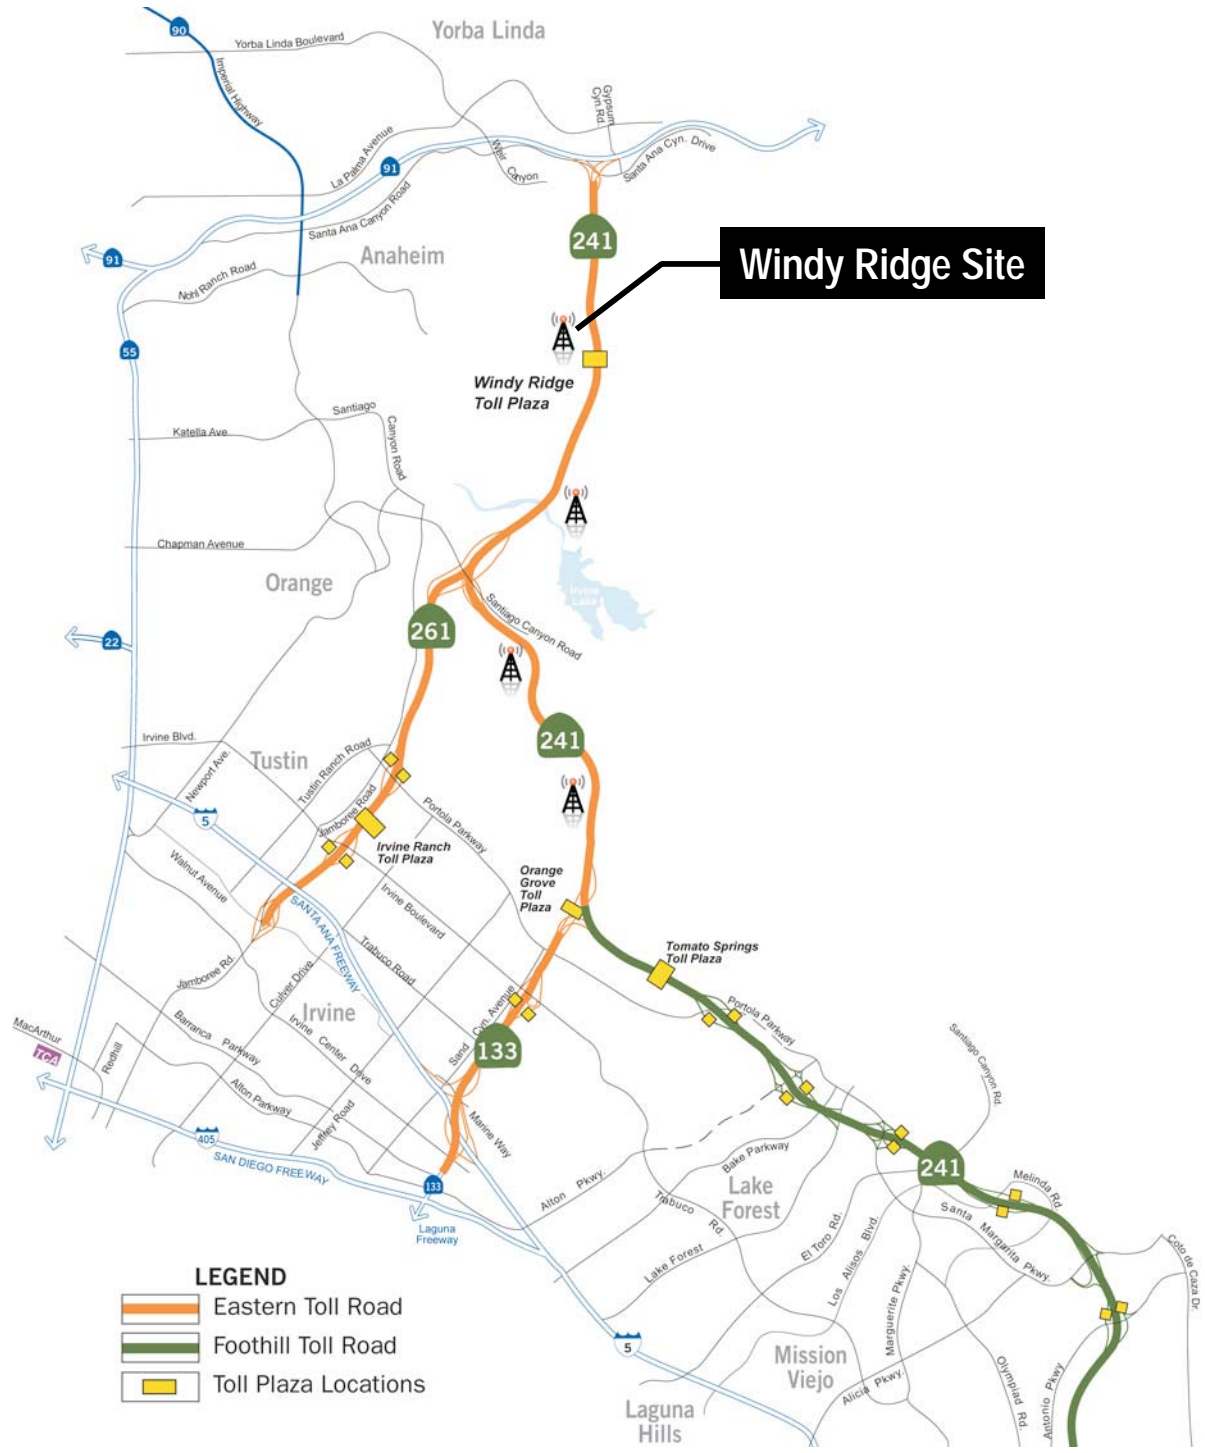 90
Yorba Linda
Yorba Linda Boulevard
Imperial Highway
Gypsum
Cyn.Rd.
La Palma Avenue
91
Weir
Canyon
Santa Ana Cyn. Drive
Santa Ana Canyon Road
241
Windy Ridge Site
Anaheim
91
Nohl Ranch Road
55
Windy Ridge
Toll Plaza
Santiago
Canyon Road
Katella Ave
Chapman Avenue
Orange
Irvine
Lake
Santiago Canyon Road
261
22
Irvine Blvd.
241
Newport Ave.
Tustin
Tustin Ranch Road
5
Jamboree Road
Portola Parkway
Irvine Ranch
Toll Plaza
Walnut Avenue
Orange
Grove
Toll
Plaza
Irvine Boulevard
SANTA ANA FREEWAY
Trabuco Road
Tomato Springs
Toll Plaza
Jamboree Rd.
Culver Drive
Sand Cyn. Avenue
Portola Parkway
Irvine
MacArthur
TCA
Redhill
Barranca Parkway
Irvine Center Drive
133
Santiago Canyon Rd.
Alton Parkway
Jeffrey Road
Marine Way
405
SAN DIEGO FREEWAY
133
Laguna
Freeway
Alton Pkwy.
Bake Parkway
241
Lake
Forest
Melinda Rd.
Trabuco Rd.
Santa Margarita Pkwy.
El Toro Rd.
Los Alisos Blvd.
Lake Forest
Coto de Caza Dr.
Marguerite Pkwy.
LEGEND
Eastern Toll Road
Foothill Toll Road
Toll Plaza Locations
5
Mission
Viejo
Alicia Pkwy.
Olympiad Rd.
Antonio Pkwy
Laguna
Hills